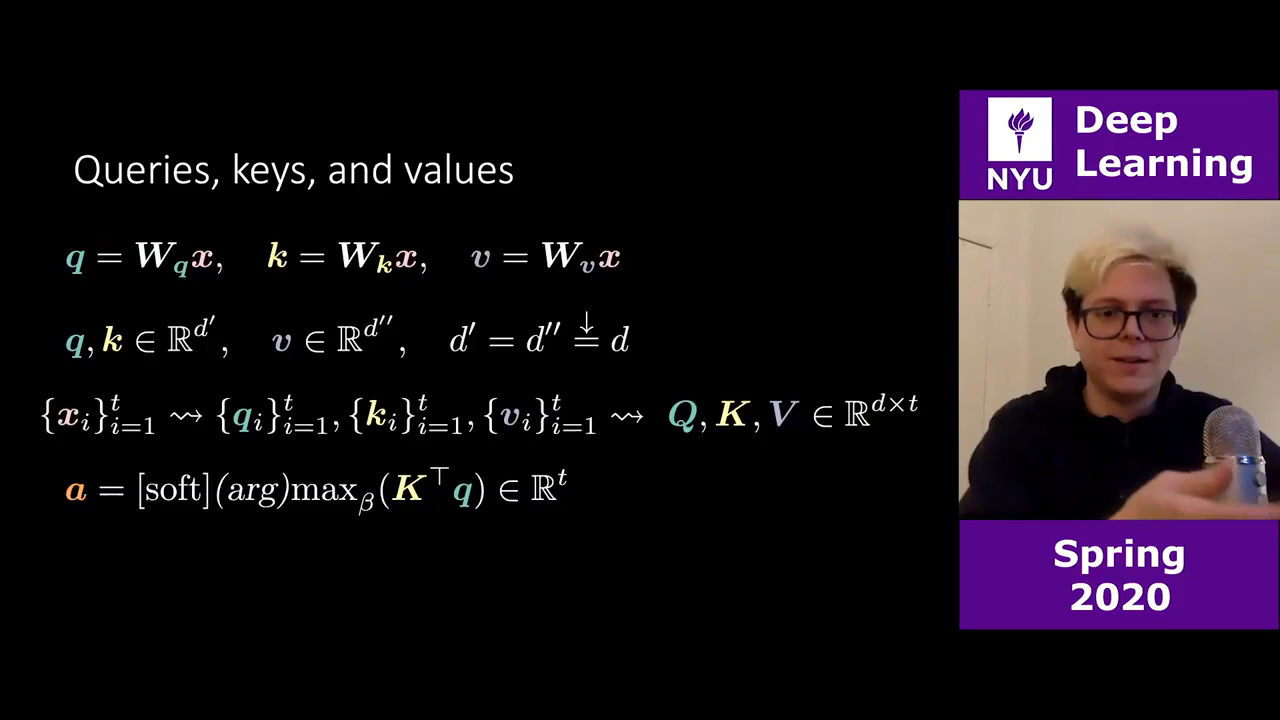 Queries, keys, and values
q = W_q x, k = W_k x, v = W_v x
q, k ∈ ℝ^{d′}, v ∈ ℝ^{d′′}, d′ = d′′ ≟{↓} d
{x_i}_{i=1}^t ⇝ {q_i}_{i=1}^t, {k_i}_{i=1}^t, {v_i}_{i=1}^t ⇝ Q, K, V ∈ ℝ^{d×t}
a = [soft](arg)max_β(K^⊤q) ∈ ℝ^t
NYU
Deep
Learning
Spring
2020